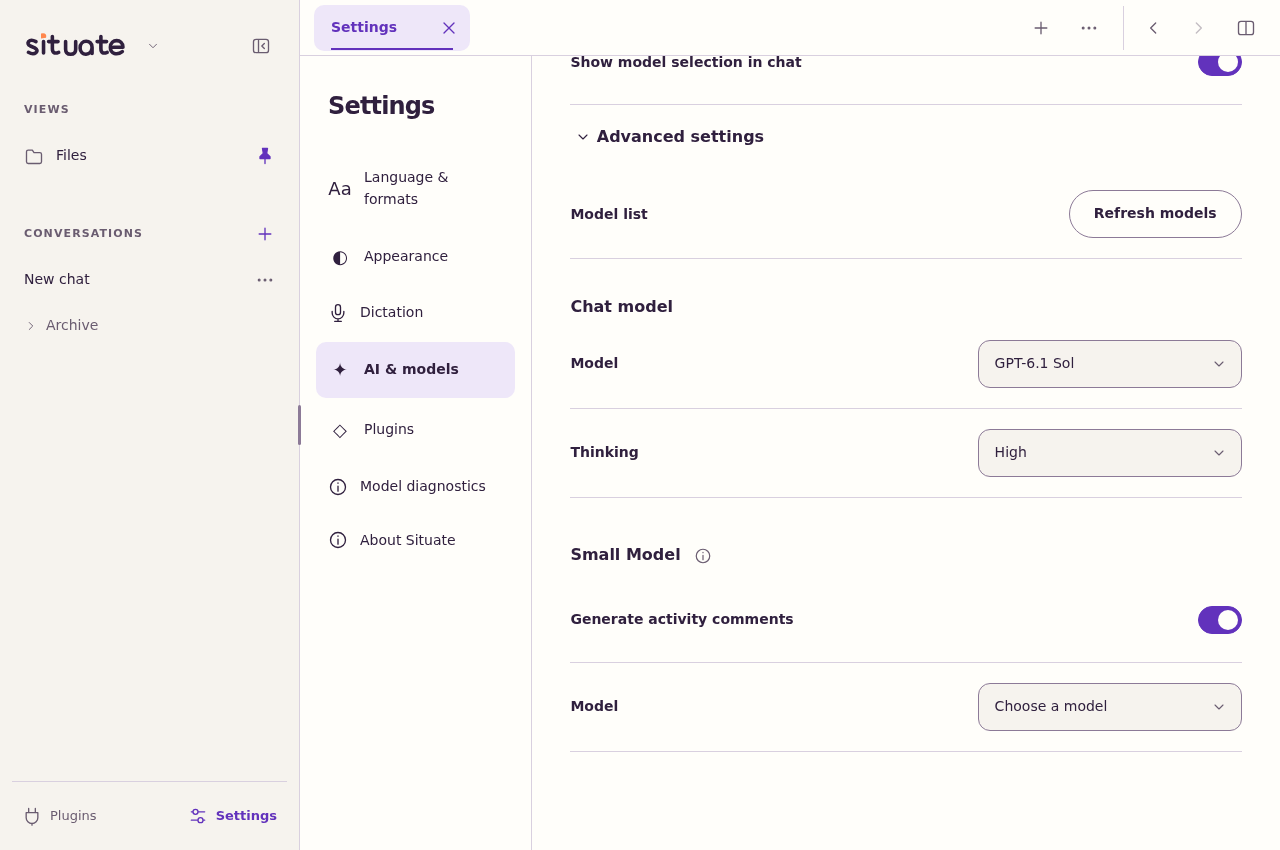 situate
VIEWS
Files
CONVERSATIONS
New chat
Archive
Plugins
Settings
Settings
Settings
Aa
Language &
formats
Appearance
Dictation
AI & models
Plugins
Model diagnostics
About Situate
Show model selection in chat
Advanced settings
Model list
Refresh models
Chat model
Model
GPT-6.1 Sol
Thinking
High
Small Model
Generate activity comments
Model
Choose a model